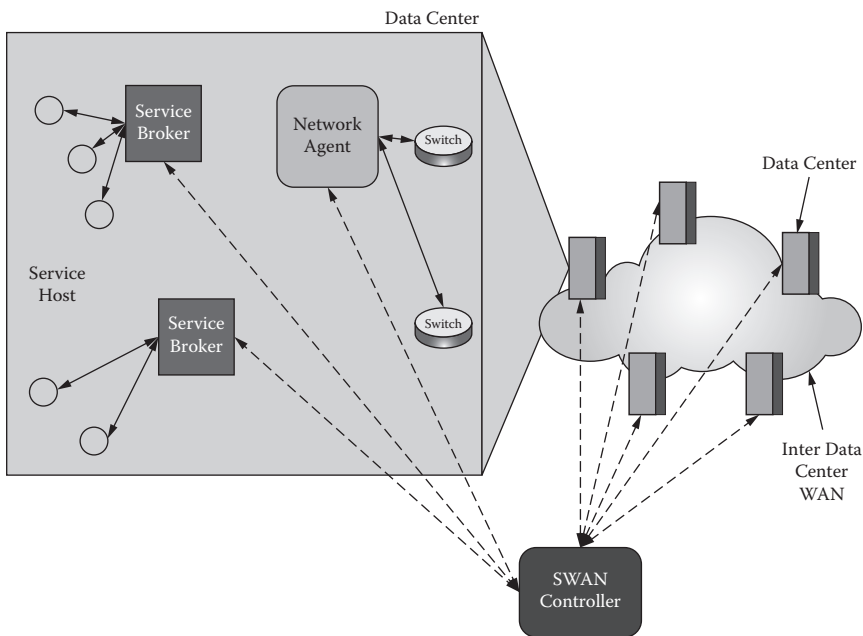 Data Center
Service
Broker
Network
Agent
Switch
Data Center
Service
Host
Service
Broker
Switch
Inter Data
Center
WAN
SWAN
Controller